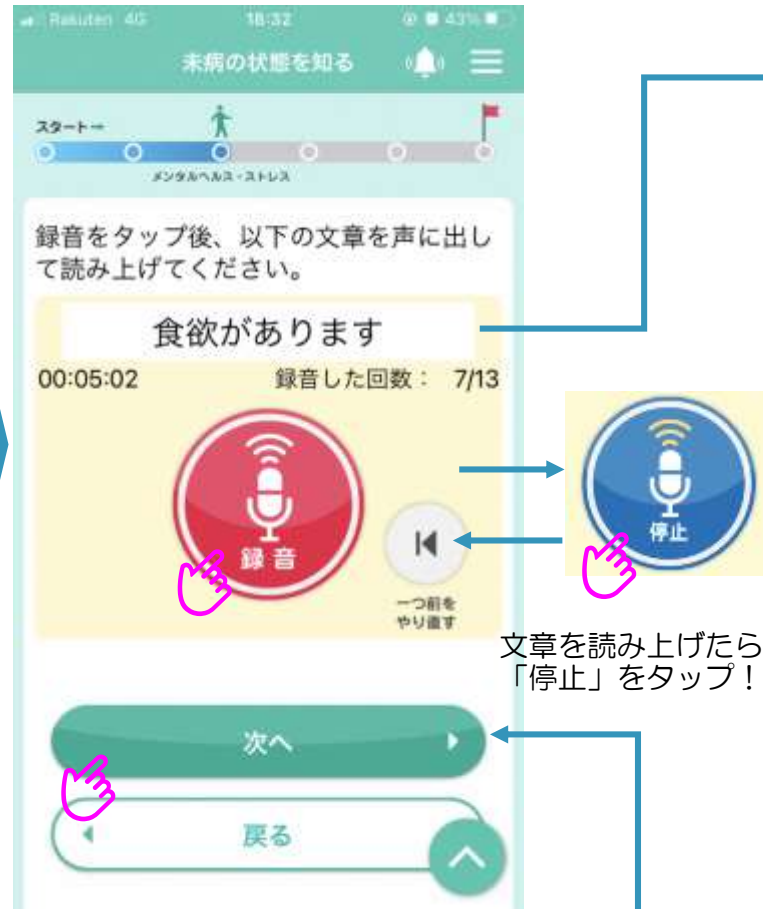 Rakuten 4G 18:32 43%
未病の状態を知る
スタート→
メンタルヘルス・ストレス
録音をタップ後、以下の文章を声に出し
て読み上げてください。
食欲があります
00:05:02 録音した回数： 7/13
録音
停止
一つ前を
やり直す
文章を読み上げたら
「停止」をタップ！
次へ
戻る